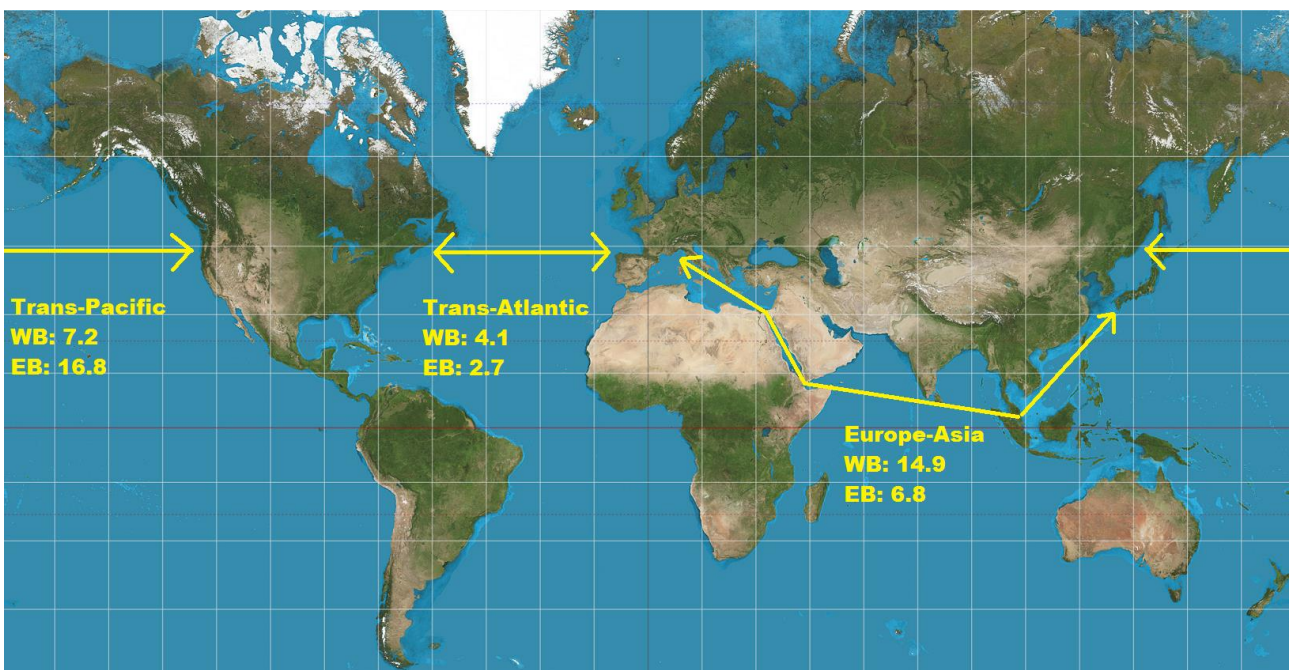 Trans-Pacific
WB: 7.2
EB: 16.8
Trans-Atlantic
WB: 4.1
EB: 2.7
Europe-Asia
WB: 14.9
EB: 6.8